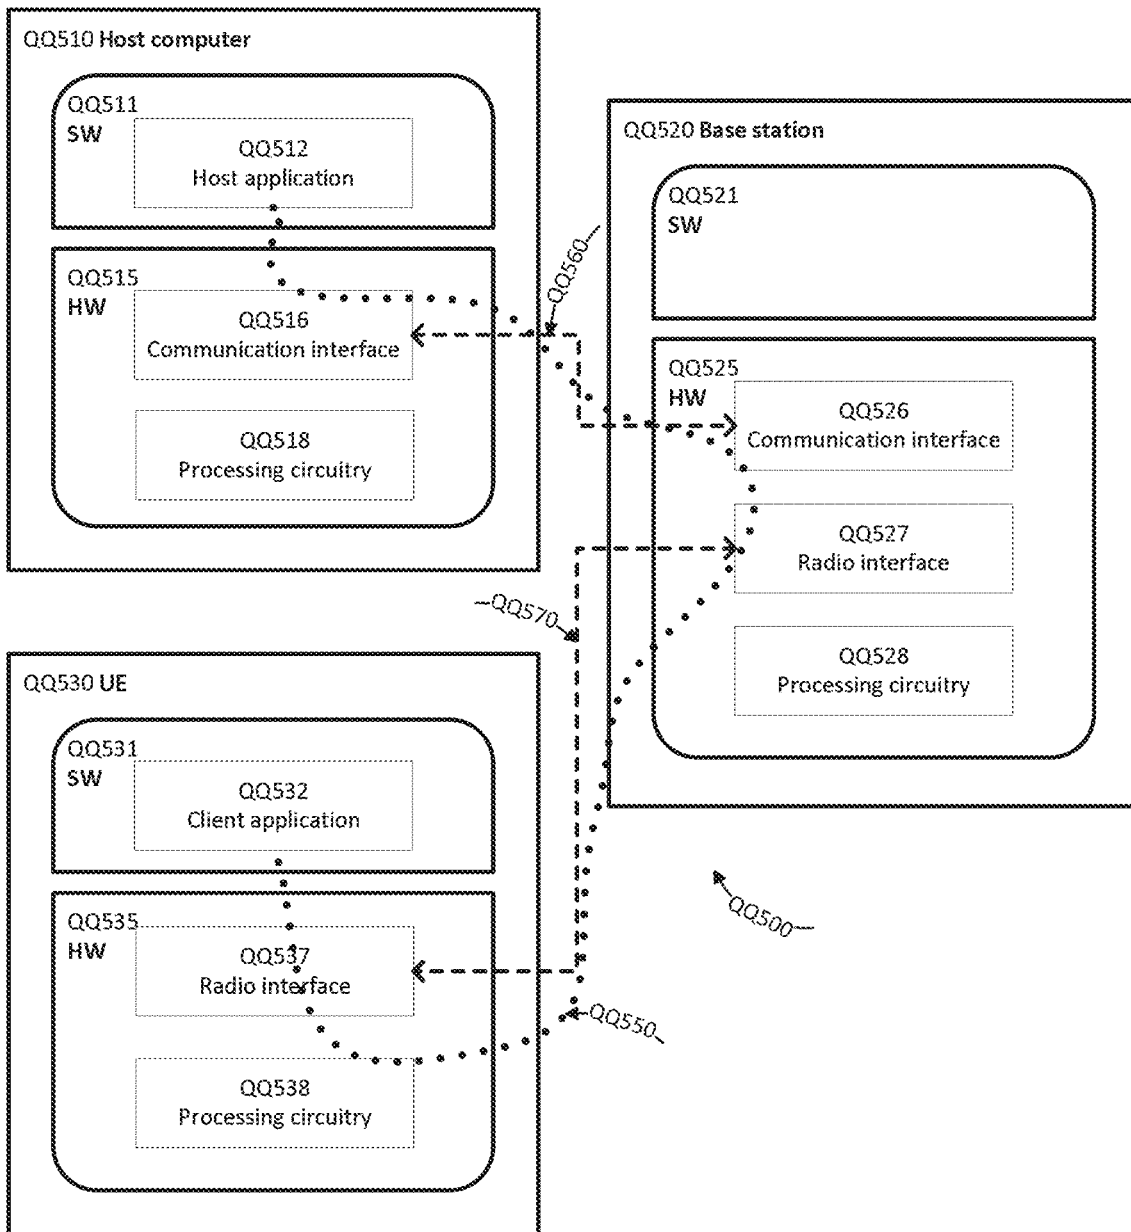 QQ510 Host computer
QQ511
SW
QQ512
Host application
QQ515
HW
QQ516
Communication interface
QQ518
Processing circuitry
QQ560
QQ520 Base station
QQ521
SW
QQ525
HW
QQ526
Communication interface
QQ527
Radio interface
QQ528
Processing circuitry
QQ570
QQ530 UE
QQ531
SW
QQ532
Client application
QQ535
HW
QQ537
Radio interface
QQ538
Processing circuitry
QQ500
QQ550